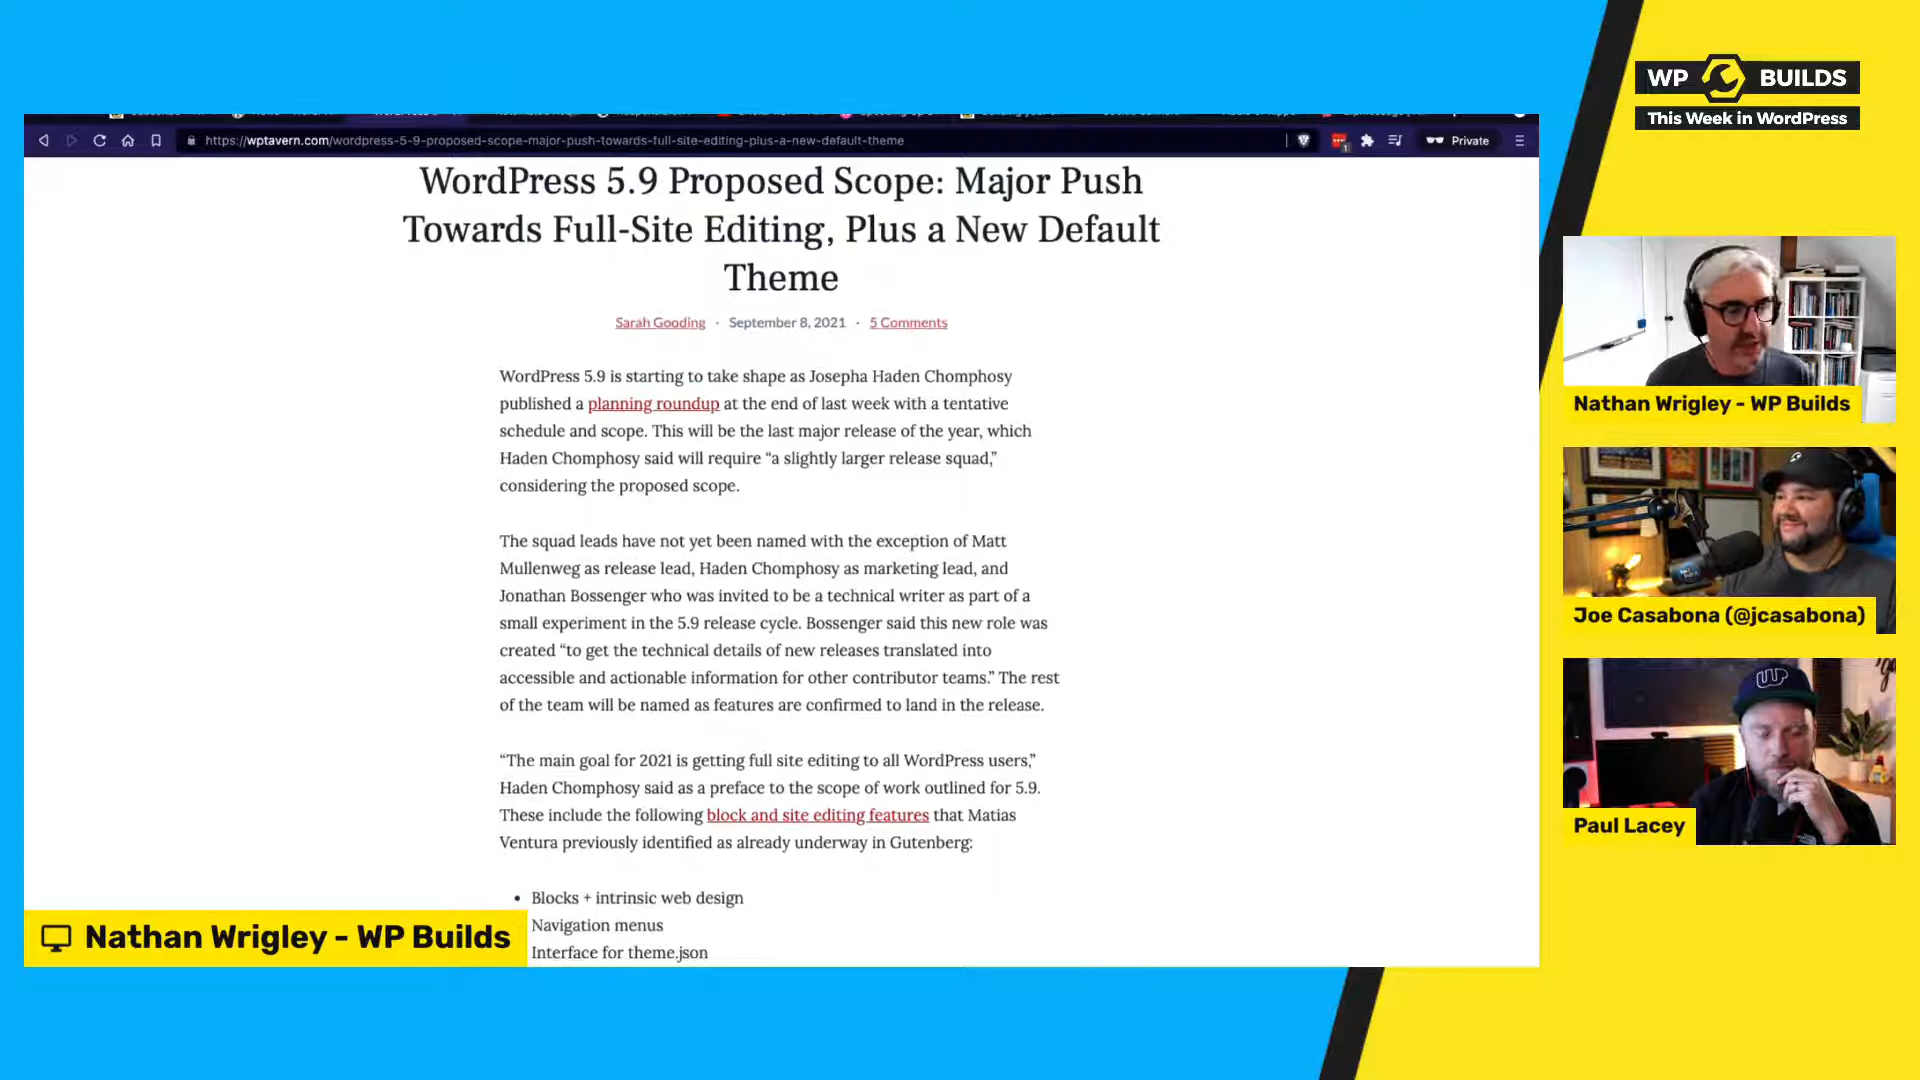 https://wptavern.com/wordpress-5-9-proposed-scope-major-push-towards-full-site-editing-plus-a-new-default-theme
1
Private
WordPress 5.9 Proposed Scope: Major Push
Towards Full-Site Editing, Plus a New Default
Theme
Sarah Gooding · September 8, 2021 · 5 Comments
WordPress 5.9 is starting to take shape as Josepha Haden Chomphosy
published a planning roundup at the end of last week with a tentative
schedule and scope. This will be the last major release of the year, which
Haden Chomphosy said will require “a slightly larger release squad,”
considering the proposed scope.
The squad leads have not yet been named with the exception of Matt
Mullenweg as release lead, Haden Chomphosy as marketing lead, and
Jonathan Bossenger who was invited to be a technical writer as part of a
small experiment in the 5.9 release cycle. Bossenger said this new role was
created “to get the technical details of new releases translated into
accessible and actionable information for other contributor teams.” The rest
of the team will be named as features are confirmed to land in the release.
“The main goal for 2021 is getting full site editing to all WordPress users,”
Haden Chomphosy said as a preface to the scope of work outlined for 5.9.
These include the following block and site editing features that Matias
Ventura previously identified as already underway in Gutenberg:
• Blocks + intrinsic web design
Navigation menus
Interface for theme.json
Nathan Wrigley - WP Builds
WP BUILDS
This Week in WordPress
Nathan Wrigley - WP Builds
Joe Casabona (@jcasabona)
Paul Lacey